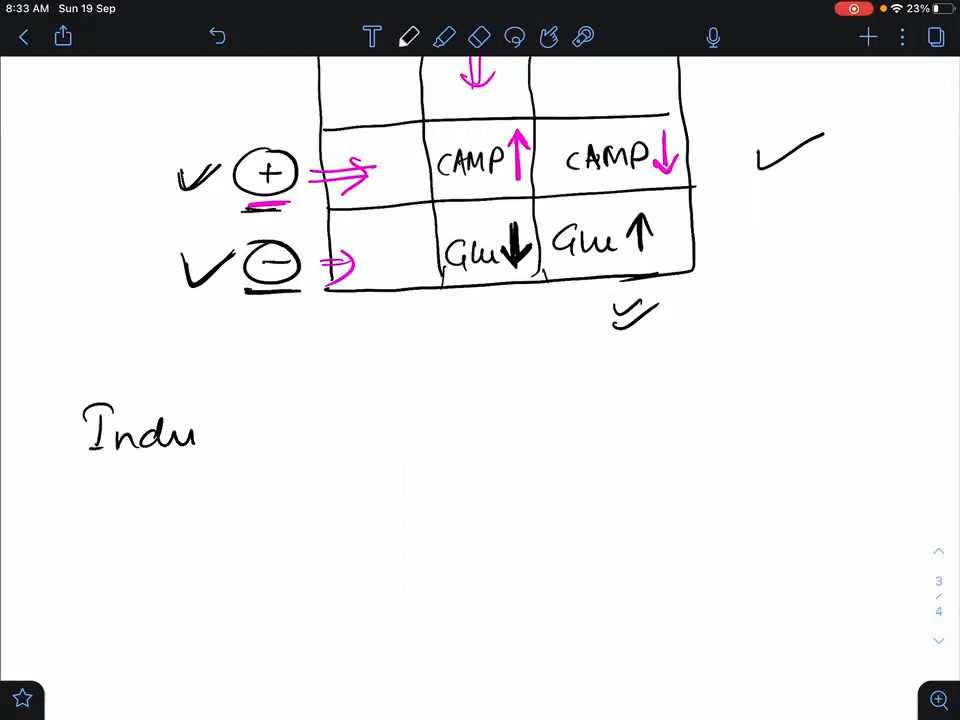 8:33 AM Sun 19 Sep 23%
T
+ CAMP ↑ CAMP ↓
− Glu ↓ Glu ↑
Indu
3
/
4